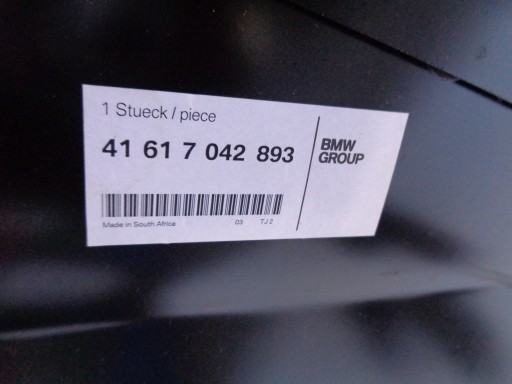 1 Stueck / piece
41 61 7 042 893
BMW
GROUP
Made in South Africa 03 TJ 2